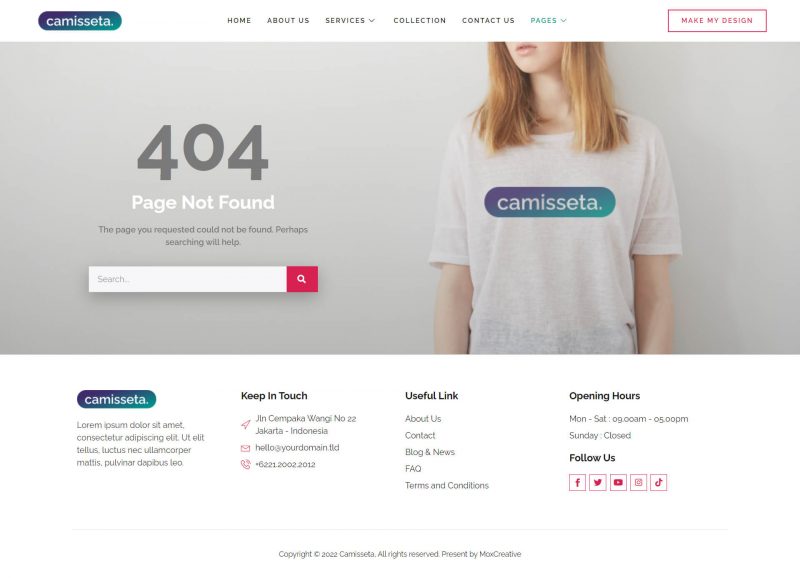 camisseta.
HOME ABOUT US SERVICES COLLECTION CONTACT US PAGES
MAKE MY DESIGN
404
Page Not Found
The page you requested could not be found. Perhaps
searching will help.
Search...
camisseta.
camisseta.
Lorem ipsum dolor sit amet,
consectetur adipiscing elit. Ut elit
tellus, luctus nec ullamcorper
mattis, pulvinar dapibus leo.
Keep In Touch
Jln Cempaka Wangi No 22
Jakarta - Indonesia
hello@yourdomain.tld
+6221.2002.2012
Useful Link
About Us
Contact
Blog & News
FAQ
Terms and Conditions
Opening Hours
Mon - Sat : 09.00am - 05.00pm
Sunday : Closed
Follow Us
Copyright © 2022 Camisseta, All rights reserved. Present by MoxCreative